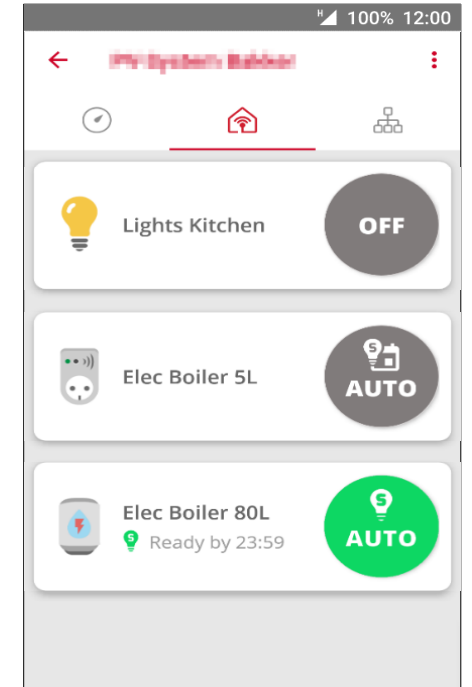 H 100% 12:00
Lights Kitchen
OFF
S
Elec Boiler 5L
AUTO
S
Elec Boiler 80L
S Ready by 23:59
AUTO